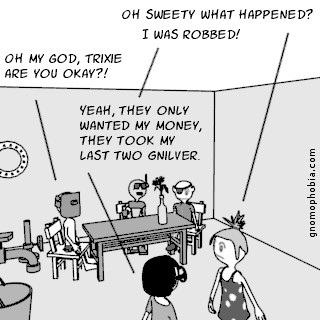 OH SWEETY WHAT HAPPENED?
I WAS ROBBED!
OH MY GOD, TRIXIE
ARE YOU OKAY?!
YEAH, THEY ONLY
WANTED MY MONEY,
THEY TOOK MY
LAST TWO GNILVER.
gnomophobia.com